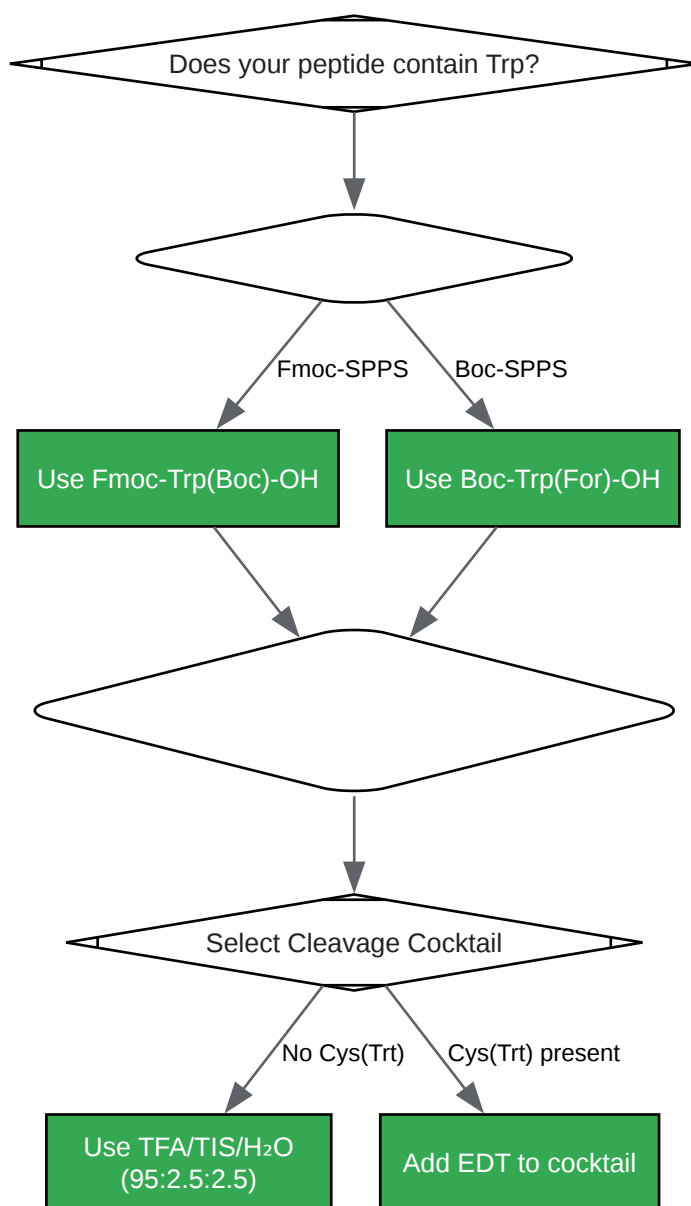 Does your peptide contain Trp?
Fmoc-SPPS
Boc-SPPS
Use Fmoc-Trp(Boc)-OH
Use Boc-Trp(For)-OH
Select Cleavage Cocktail
No Cys(Trt)
Cys(Trt) present
Use TFA/TIS/H₂O
(95:2.5:2.5)
Add EDT to cocktail